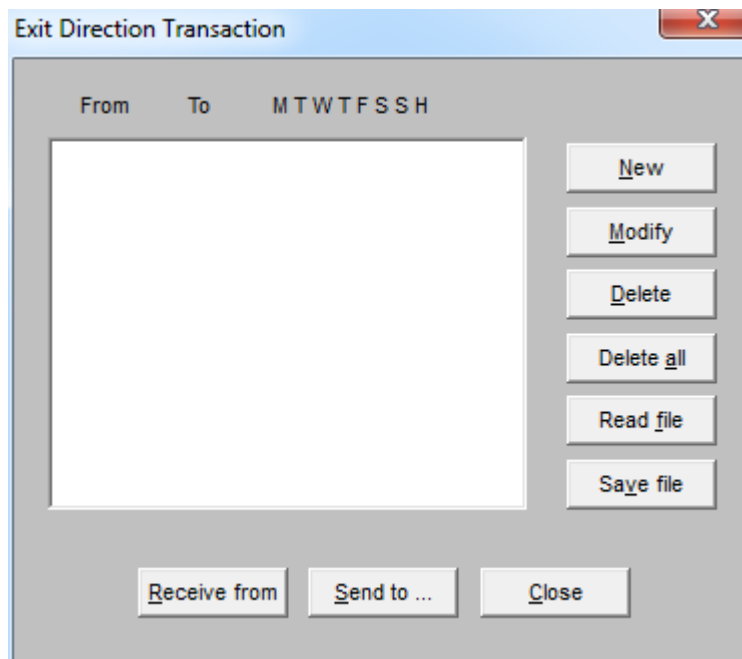 Exit Direction Transaction
X
From To M T W T F S S H
New
Modify
Delete
Delete all
Read file
Save file
Receive from Send to ... Close